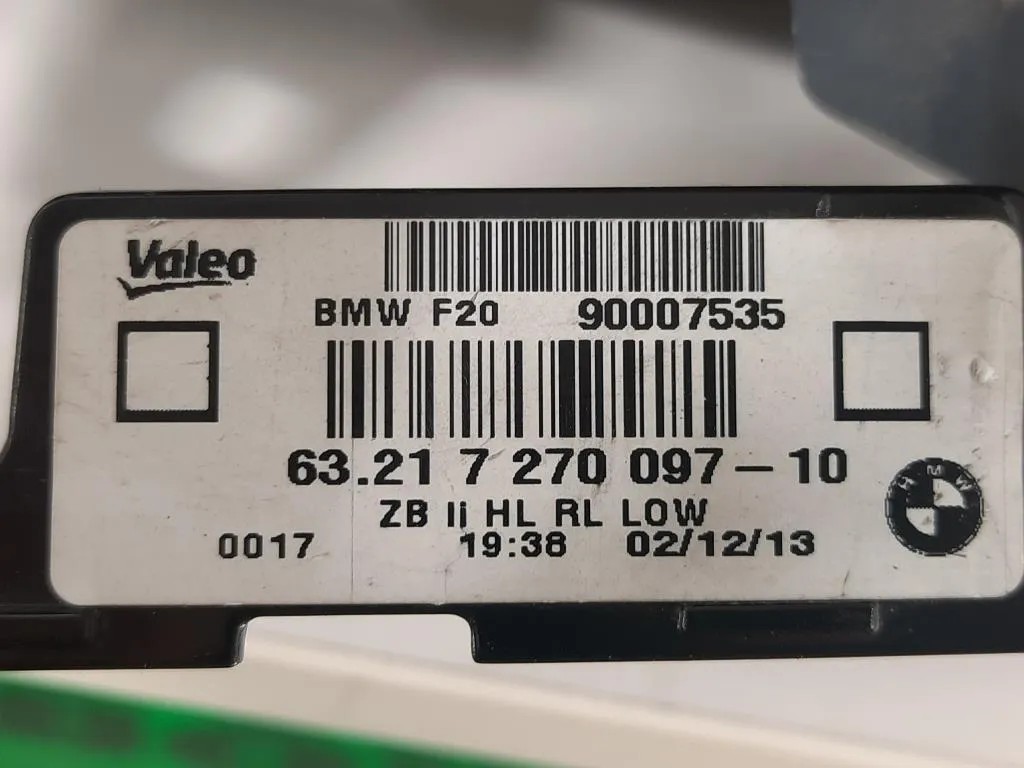 Valeo
BMW F20 90007535
63.21 7 270 097-10
ZB li HL RL LOW
0017 19:38 02/12/13
BMW